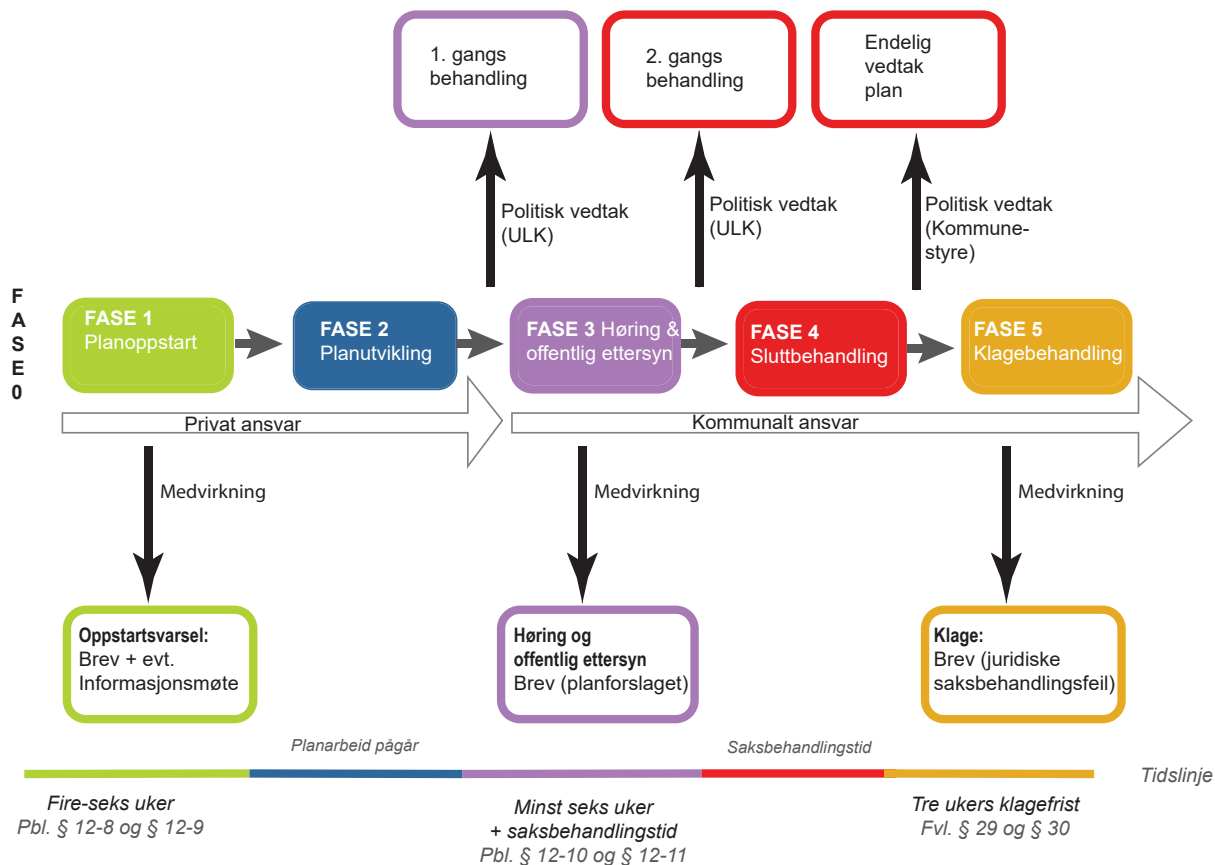 1. gangs
behandling
2. gangs
behandling
Endelig
vedtak
plan
Politisk vedtak
(ULK)
Politisk vedtak
(ULK)
Politisk vedtak
(Kommune-
styre)
F
A
S
E
0
FASE 1
Planoppstart
FASE 2
Planutvikling
FASE 3 Høring &
offentlig ettersyn
FASE 4
Sluttbehandling
FASE 5
Klagebehandling
Privat ansvar
Kommunalt ansvar
Medvirkning
Medvirkning
Medvirkning
Oppstartsvarsel:
Brev + evt.
Informasjonsmøte
Høring og
offentlig ettersyn
Brev (planforslaget)
Klage:
Brev (juridiske
saksbehandlingsfeil)
Planarbeid pågår
Saksbehandlingstid
Tidslinje
Fire-seks uker
Pbl. § 12-8 og § 12-9
Minst seks uker
+ saksbehandlingstid
Pbl. § 12-10 og § 12-11
Tre ukers klagefrist
Fvl. § 29 og § 30